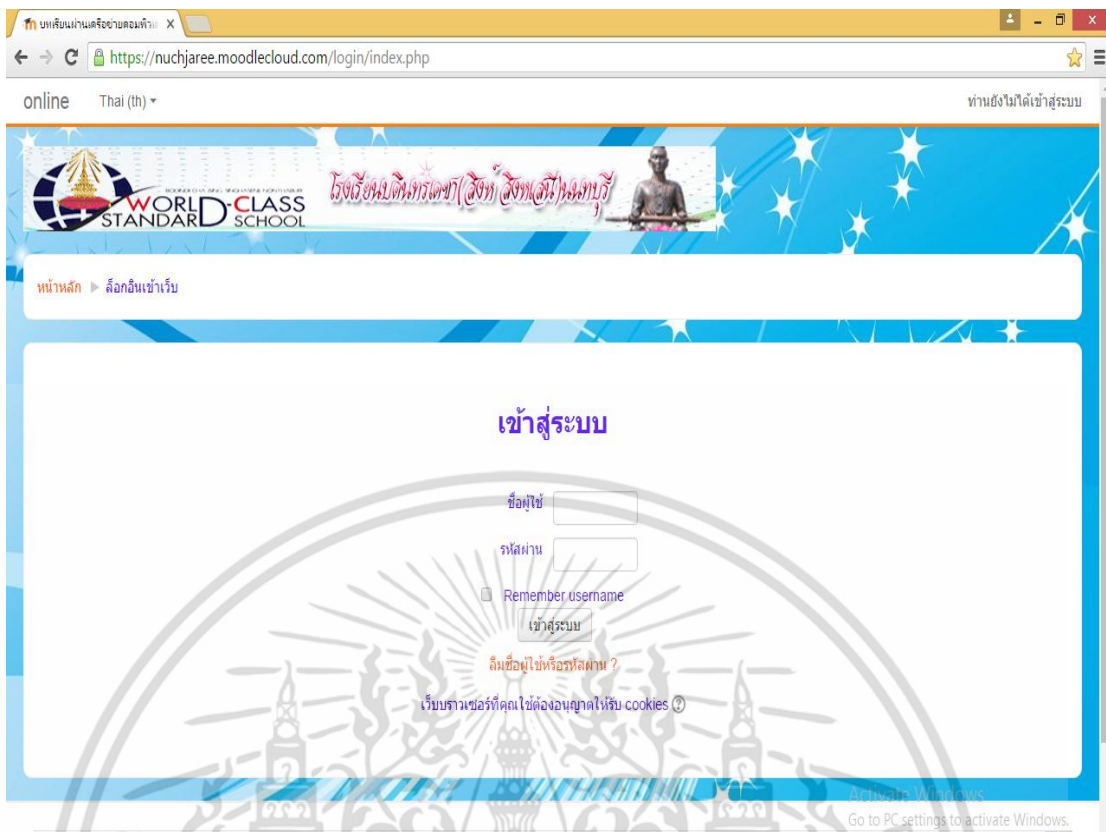 บทเรียนผ่านเครือข่ายคอมพิว
https://nuchjaree.moodlecloud.com/login/index.php
online Thai (th)
ท่านยังไม่ได้เข้าสู่ระบบ
WORLD-CLASS
STANDARD SCHOOL
โรงเรียนบดินทรเดชา(สิงห์ สิงหเสนี)นนทบุรี
หน้าหลัก ▶ ล็อกอินเข้าเว็บ
เข้าสู่ระบบ
ชื่อผู้ใช้
รหัสผ่าน
Remember username
เข้าสู่ระบบ
ลืมชื่อผู้ใช้หรือรหัสผ่าน ?
เว็บบราวเซอร์ที่คุณใช้ต้องอนุญาตให้รับ cookies
Activate Windows
Go to PC settings to activate Windows.